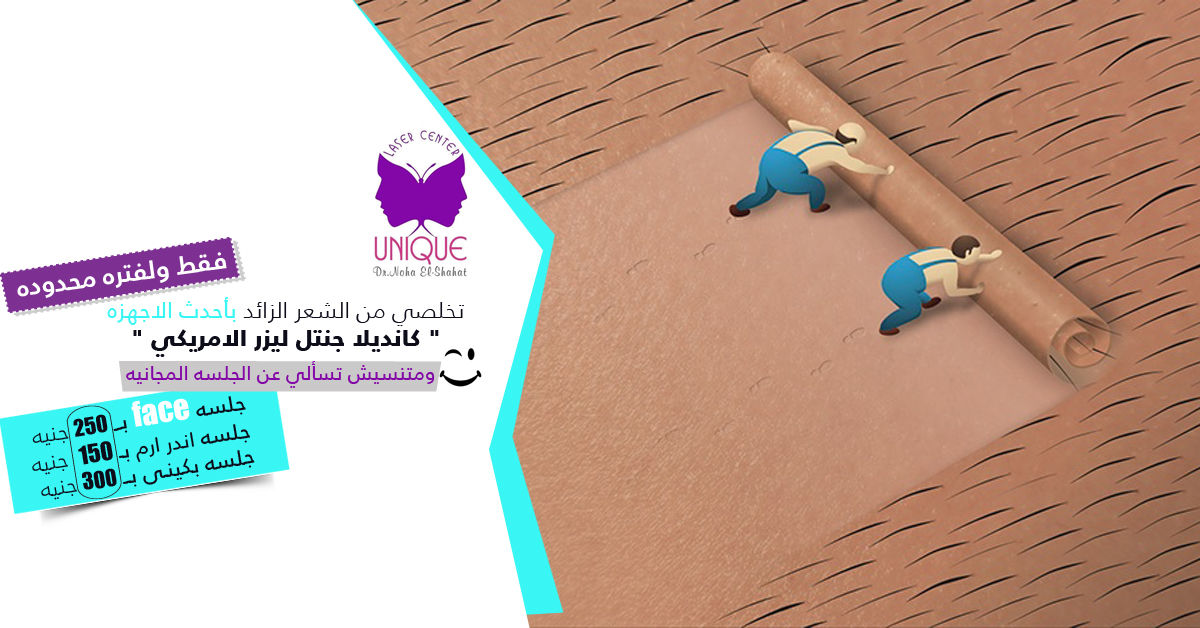 LASER CENTER
UNIQUE
Dr.Noha El-Shahat
فقط ولفتره محدوده
تخلصي من الشعر الزائد بأحدث الاجهزه
" كانديلا جنتل ليزر الامريكي "
ومتنسيش تسألي عن الجلسه المجانيه
جلسه face بـ 250 جنيه
جلسه اندر ارم بـ 150 جنيه
جلسه بكينى بـ 300 جنيه